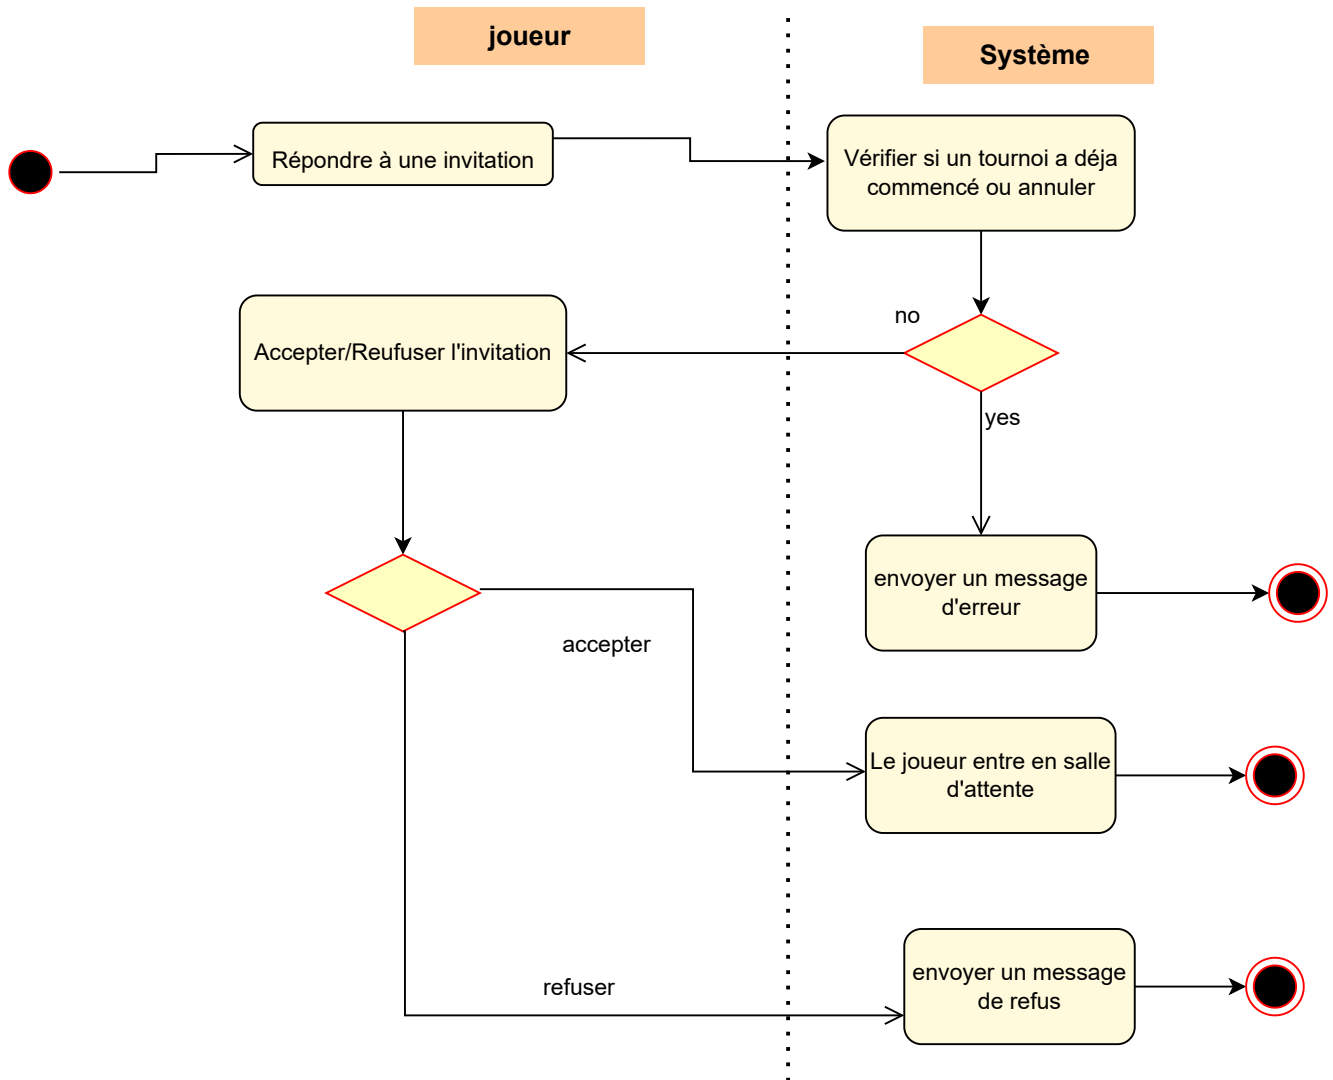 joueur
Système
Répondre à une invitation
Vérifier si un tournoi a déja
commencé ou annuler
no
Accepter/Reufuser l'invitation
yes
envoyer un message
d'erreur
accepter
Le joueur entre en salle
d'attente
refuser
envoyer un message
de refus